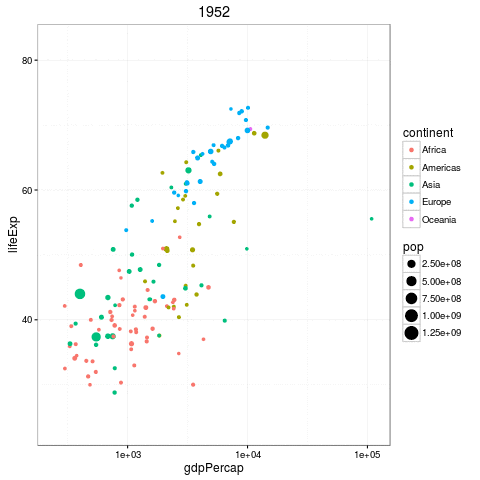 1952
80
60
40
lifeExp
1e+03
1e+04
1e+05
gdpPercap
continent
Africa
Americas
Asia
Europe
Oceania
pop
2.50e+08
5.00e+08
7.50e+08
1.00e+09
1.25e+09